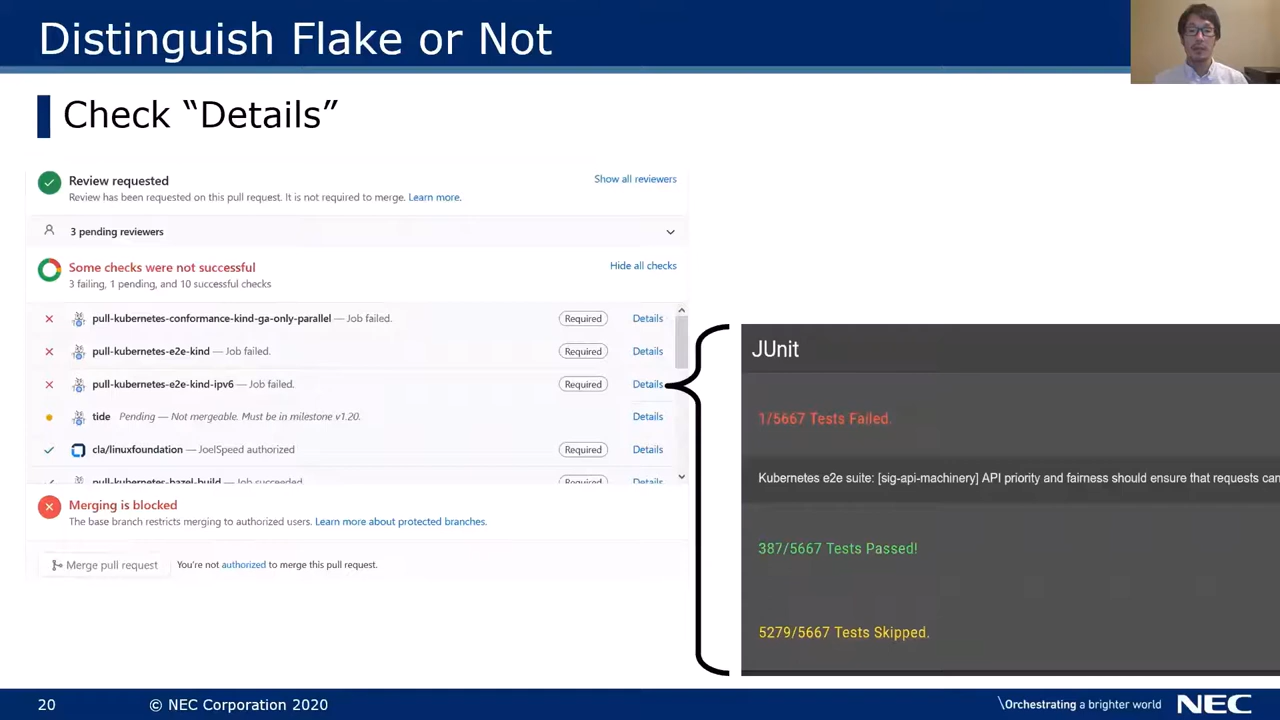 Distinguish Flake or Not
Check “Details”
Review requested
Show all reviewers
Review has been requested on this pull request. It is not required to merge. Learn more.
3 pending reviewers
Some checks were not successful
Hide all checks
3 failing, 1 pending, and 10 successful checks
pull-kubernetes-conformance-kind-ga-only-parallel — Job failed. Required Details
pull-kubernetes-e2e-kind — Job failed. Required Details
pull-kubernetes-e2e-kind-ipv6 — Job failed. Required Details
tide Pending — Not mergeable. Must be in milestone v1.20. Details
cla/linuxfoundation — JoelSpeed authorized Required Details
pull-kubernetes-bazel-build — Job succeeded. Required Details
Merging is blocked
The base branch restricts merging to authorized users. Learn more about protected branches.
Merge pull request You're not authorized to merge this pull request.
JUnit
1/5667 Tests Failed.
Kubernetes e2e suite: [sig-api-machinery] API priority and fairness should ensure that requests can
387/5667 Tests Passed!
5279/5667 Tests Skipped.
20 © NEC Corporation 2020 \Orchestrating a brighter world NEC